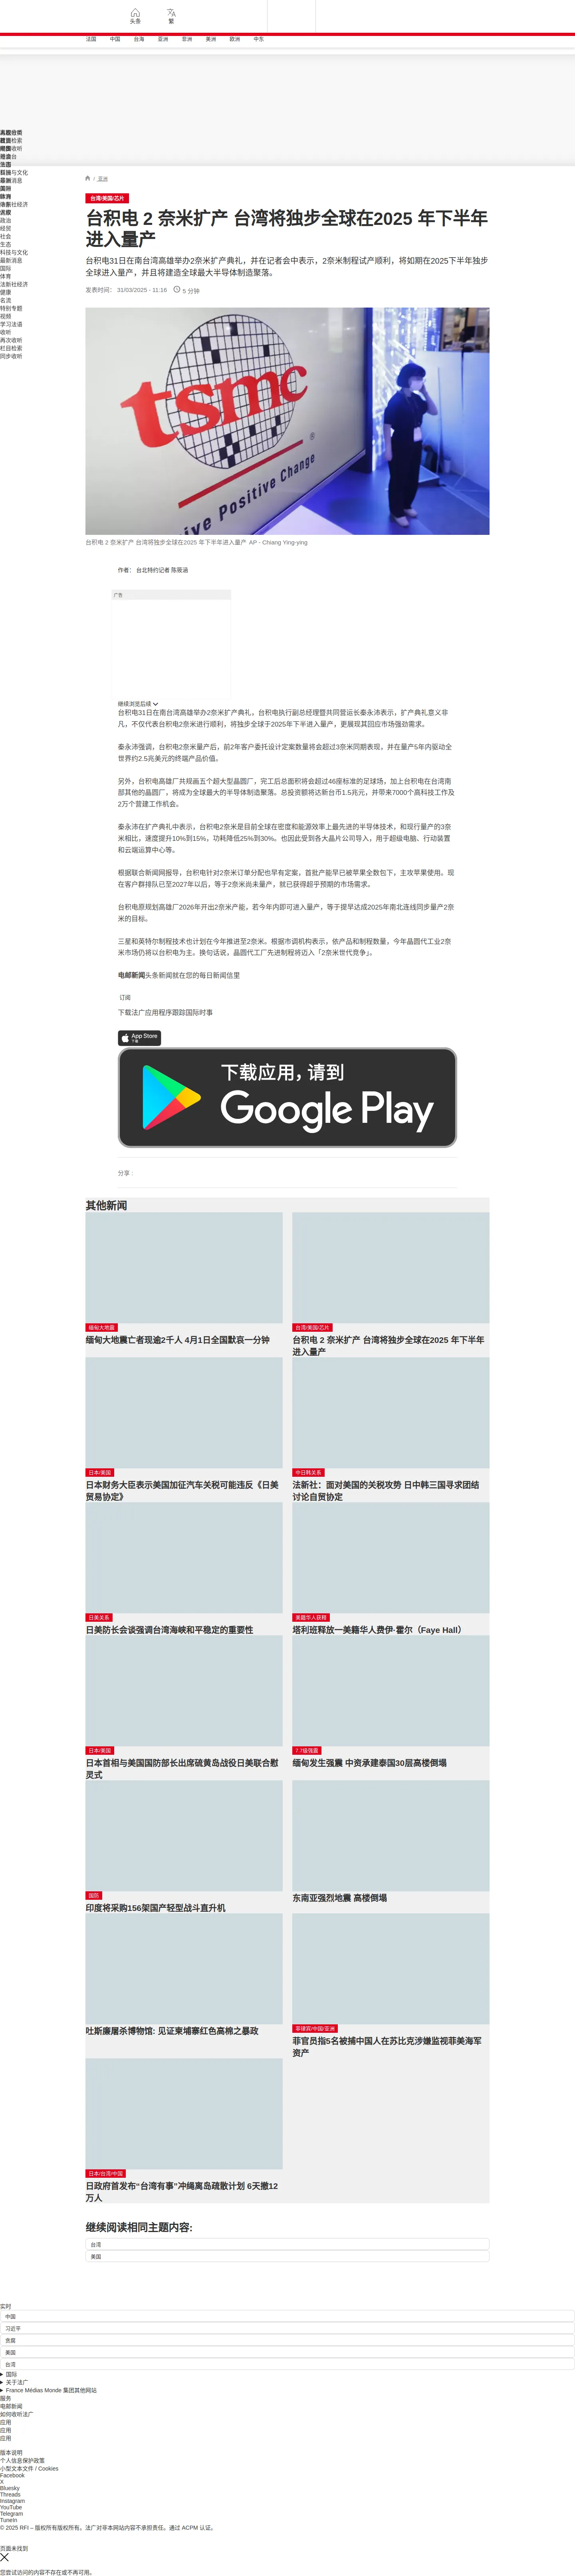 头条
繁
法国
中国
台海
亚洲
非洲
美洲
欧洲
中东
科技与文化
最新消息
国际
体育
法新社经济
政治
经贸
社会
生态
科技与文化
最新消息
国际
体育
法新社经济
健康
名流
特别专题
视频
学习法语
收听
再次收听
栏目检索
同步收听
/ 亚洲
台湾/美国/芯片
台积电 2 奈米扩产 台湾将独步全球在2025 年下半年进入量产
台积电31日在南台湾高雄举办2奈米扩产典礼，并在记者会中表示，2奈米制程试产顺利，将如期在2025下半年独步全球进入量产，并且将建造全球最大半导体制造聚落。
发表时间： 31/03/2025 - 11:16
5 分钟
tsmc
®
ive Positive Change
台积电 2 奈米扩产 台湾将独步全球在2025 年下半年进入量产 AP - Chiang Ying-ying
作者： 台北特约记者 陈筱涵
广告
继续浏览后续
台积电31日在南台湾高雄举办2奈米扩产典礼，台积电执行副总经理暨共同营运长秦永沛表示，扩产典礼意义非凡，不仅代表台积电2奈米进行顺利，将独步全球于2025年下半进入量产，更展现其回应市场强劲需求。
秦永沛强调，台积电2奈米量产后，前2年客户委托设计定案数量将会超过3奈米同期表现，并在量产5年内驱动全世界约2.5兆美元的终端产品价值。
另外，台积电高雄厂共规画五个超大型晶圆厂，完工后总面积将会超过46座标准的足球场，加上台积电在台湾南部其他的晶圆厂，将成为全球最大的半导体制造聚落。总投资额将达新台币1.5兆元，并带来7000个高科技工作及2万个营建工作机会。
秦永沛在扩产典礼中表示，台积电2奈米是目前全球在密度和能源效率上最先进的半导体技术，和现行量产的3奈米相比，速度提升10%到15%，功耗降低25%到30%。也因此受到各大晶片公司导入，用于超级电脑、行动装置和云端运算中心等。
根据联合新闻网报导，台积电针对2奈米订单分配也早有定案，首批产能早已被苹果全数包下，主攻苹果使用。现在客户群排队已至2027年以后，等于2奈米尚未量产，就已获得超乎预期的市场需求。
台积电原规划高雄厂2026年开出2奈米产能，若今年内即可进入量产，等于提早达成2025年南北连线同步量产2奈米的目标。
三星和英特尔制程技术也计划在今年推进至2奈米。根据市调机构表示，依产品和制程数量，今年晶圆代工业2奈米市场仍将以台积电为主。换句话说，晶圆代工厂先进制程将迈入「2奈米世代竞争」。
电邮新闻头条新闻就在您的每日新闻信里
订阅
下载法广应用程序跟踪国际时事
App Store
下载
下载应用，请到
Google Play
分享 :
其他新闻
缅甸大地震
缅甸大地震亡者现逾2千人 4月1日全国默哀一分钟
台湾/美国/芯片
台积电 2 奈米扩产 台湾将独步全球在2025 年下半年进入量产
日本/美国
日本财务大臣表示美国加征汽车关税可能违反《日美贸易协定》
中日韩关系
法新社：面对美国的关税攻势 日中韩三国寻求团结讨论自贸协定
日美关系
日美防长会谈强调台湾海峡和平稳定的重要性
美籍华人获释
塔利班释放一美籍华人费伊·霍尔（Faye Hall）
日本/美国
日本首相与美国国防部长出席硫黄岛战役日美联合慰灵式
7.7级强震
缅甸发生强震 中资承建泰国30层高楼倒塌
国防
印度将采购156架国产轻型战斗直升机
东南亚强烈地震 高楼倒塌
吐斯廉屠杀博物馆: 见证柬埔寨红色高棉之暴政
菲律宾/中国/亚洲
菲官员指5名被捕中国人在苏比克涉嫌监视菲美海军资产
日本/台湾/中国
日政府首发布“台湾有事”冲绳离岛疏散计划 6天撤12万人
继续阅读相同主题内容:
台湾
美国
实时
中国
习近平
贪腐
美国
台湾
国际
关于法广
France Médias Monde 集团其他网站
服务
电邮新闻
如何收听法广
应用
应用
应用
版本说明
个人信息保护政策
小型文本文件 / Cookies
Facebook
X
Bluesky
Threads
Instagram
YouTube
Telegram
TuneIn
© 2025 RFI – 版权所有版权所有。法广对非本网站内容不承担责任。通过 ACPM 认证。
页面未找到
您尝试访问的内容不存在或不再可用。